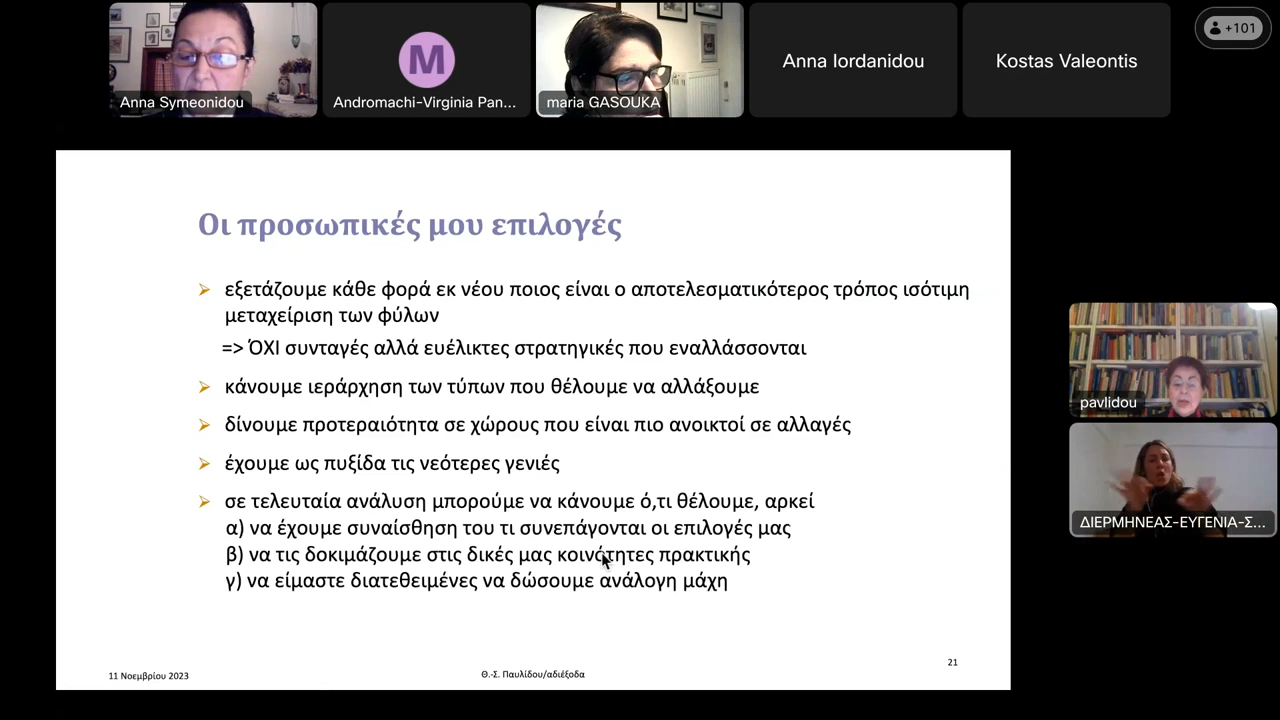 Anna Symeonidou
M
Andromachi-Virginia Pan...
maria GASOUKA
Anna Iordanidou
Kostas Valeontis
+101
Οι προσωπικές μου επιλογές
➢ εξετάζουμε κάθε φορά εκ νέου ποιος είναι ο αποτελεσματικότερος τρόπος ισότιμη
μεταχείριση των φύλων
=> ΌΧΙ συνταγές αλλά ευέλικτες στρατηγικές που εναλλάσσονται
➢ κάνουμε ιεράρχηση των τύπων που θέλουμε να αλλάξουμε
➢ δίνουμε προτεραιότητα σε χώρους που είναι πιο ανοικτοί σε αλλαγές
➢ έχουμε ως πυξίδα τις νεότερες γενιές
➢ σε τελευταία ανάλυση μπορούμε να κάνουμε ό,τι θέλουμε, αρκεί
α) να έχουμε συναίσθηση του τι συνεπάγονται οι επιλογές μας
β) να τις δοκιμάζουμε στις δικές μας κοινότητες πρακτικής
γ) να είμαστε διατεθειμένες να δώσουμε ανάλογη μάχη
11 Νοεμβρίου 2023
Θ.-Σ. Παυλίδου/αδιέξοδα
21
pavlidou
ΔΙΕΡΜΗΝΕΑΣ-ΕΥΓΕΝΙΑ-Σ...